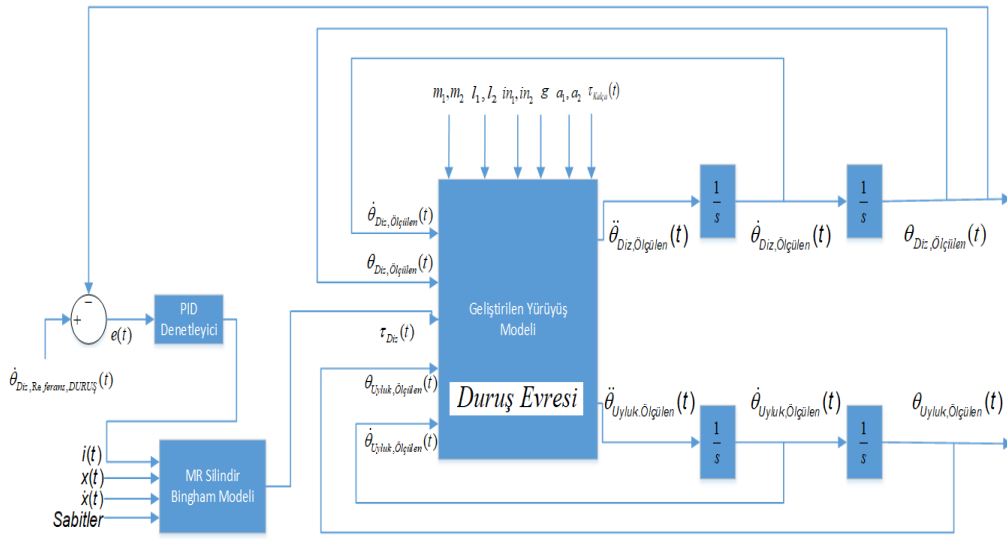 m₁,m₂ l₁,l₂ in₁,in₂ g a₁,a₂ τ_Kalça(t)
θ̇_Diz,Ölçülen(t)
θ_Diz,Ölçülen(t)
τ_Diz(t)
θ_Uyluk,Ölçülen(t)
θ̇_Uyluk,Ölçülen(t)
Geliştirilen Yürüyüş
Modeli
Duruş Evresi
θ̈_Diz,Ölçülen(t)
1/s
θ̇_Diz,Ölçülen(t)
1/s
θ_Diz,Ölçülen(t)
θ̈_Uyluk,Ölçülen(t)
1/s
θ̇_Uyluk,Ölçülen(t)
1/s
θ_Uyluk,Ölçülen(t)
−
+
e(t)
PID
Denetleyici
θ̇_Diz,Referans,DURUŞ(t)
i(t)
x(t)
ẋ(t)
Sabitler
MR Silindir
Bingham Modeli